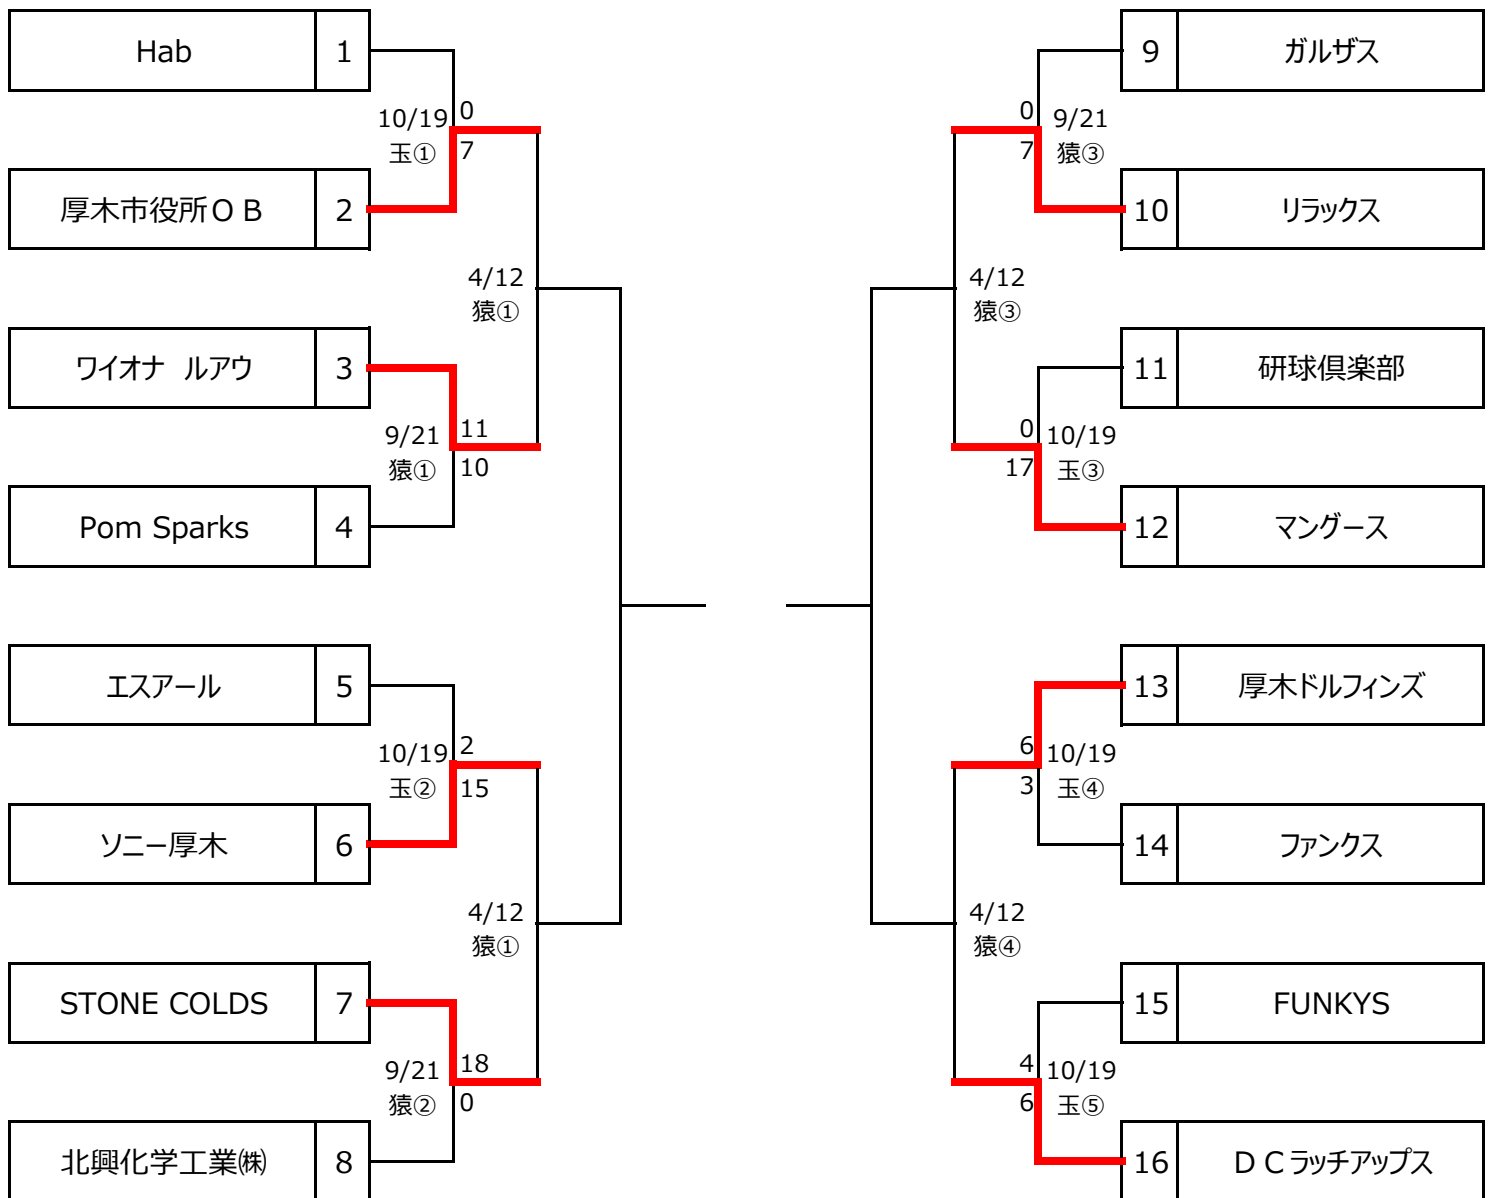 Hab 1
10/19 0
玉① 7
厚木市役所ＯＢ 2
4/12
猿①
ワイオナ　ルアウ 3
9/21 11
猿① 10
Pom Sparks 4
エスアール 5
10/19 2
玉② 15
ソニー厚木 6
4/12
猿①
STONE COLDS 7
9/21 18
猿② 0
北興化学工業㈱ 8
9 ガルザス
0 9/21
7 猿③
10 リラックス
4/12
猿③
11 研球倶楽部
0 10/19
17 玉③
12 マングース
13 厚木ドルフィンズ
6 10/19
3 玉④
14 ファンクス
4/12
猿④
15 FUNKYS
4 10/19
6 玉⑤
16 ＤＣラッチアップス